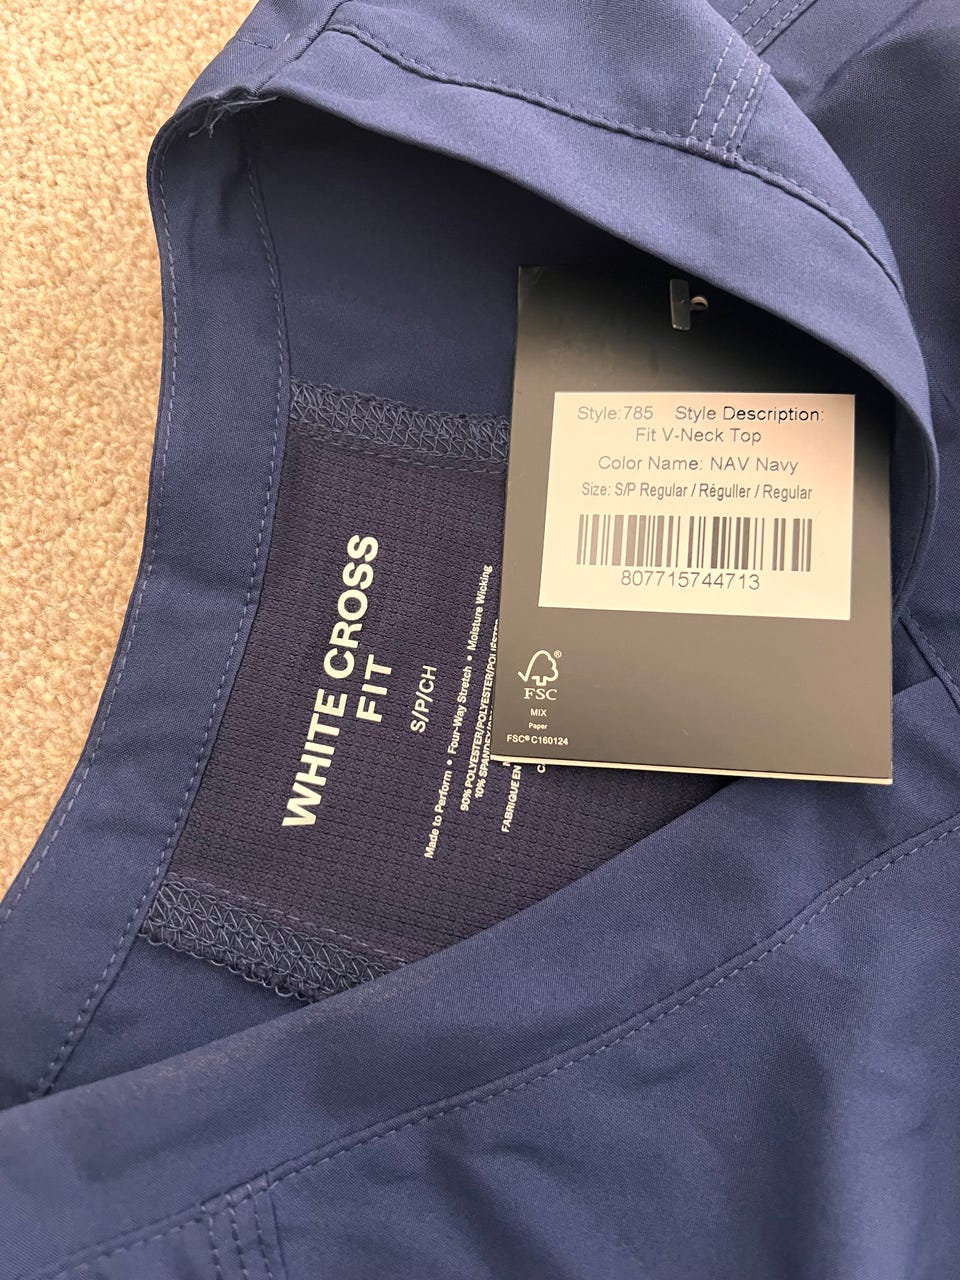 WHITE CROSS
FIT
S/P/CH
Made to Perform • Four-Way Stretch • Moisture Wicking
90% POLYESTER/POLYESTER/
10% SPANDEX/
FABRIQUE EN
Style:785 Style Description:
Fit V-Neck Top
Color Name: NAV Navy
Size: S/P Regular / Réguller / Regular
807715744713
FSC®
MIX
Paper
FSC® C160124